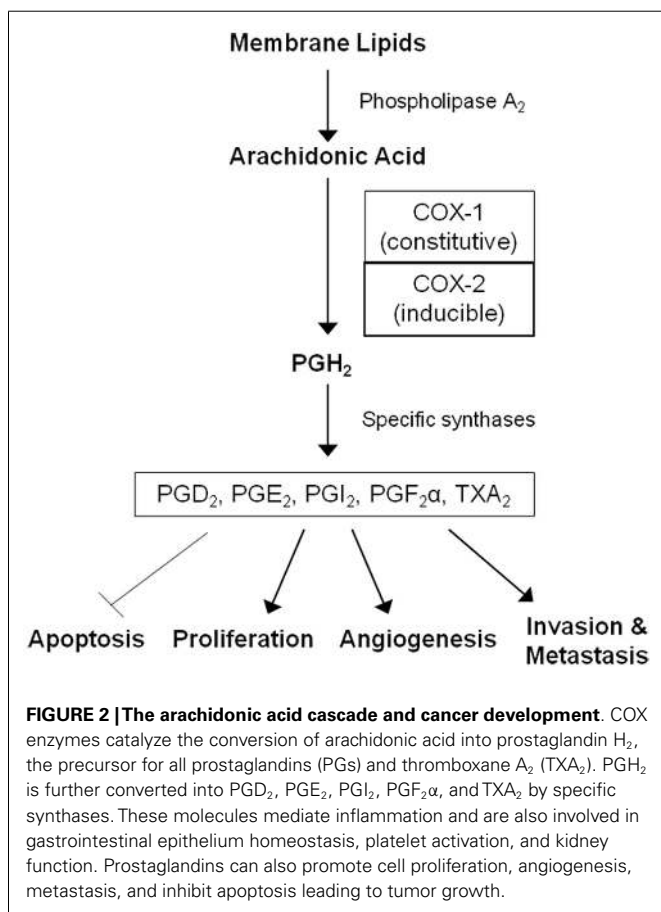 Membrane Lipids
Phospholipase A₂
Arachidonic Acid
COX-1
(constitutive)
COX-2
(inducible)
PGH₂
Specific synthases
PGD₂, PGE₂, PGI₂, PGF₂α, TXA₂
Apoptosis Proliferation Angiogenesis Invasion &
Metastasis
FIGURE 2 | The arachidonic acid cascade and cancer development. COX
enzymes catalyze the conversion of arachidonic acid into prostaglandin H₂,
the precursor for all prostaglandins (PGs) and thromboxane A₂ (TXA₂). PGH₂
is further converted into PGD₂, PGE₂, PGI₂, PGF₂α, and TXA₂ by specific
synthases. These molecules mediate inflammation and are also involved in
gastrointestinal epithelium homeostasis, platelet activation, and kidney
function. Prostaglandins can also promote cell proliferation, angiogenesis,
metastasis, and inhibit apoptosis leading to tumor growth.